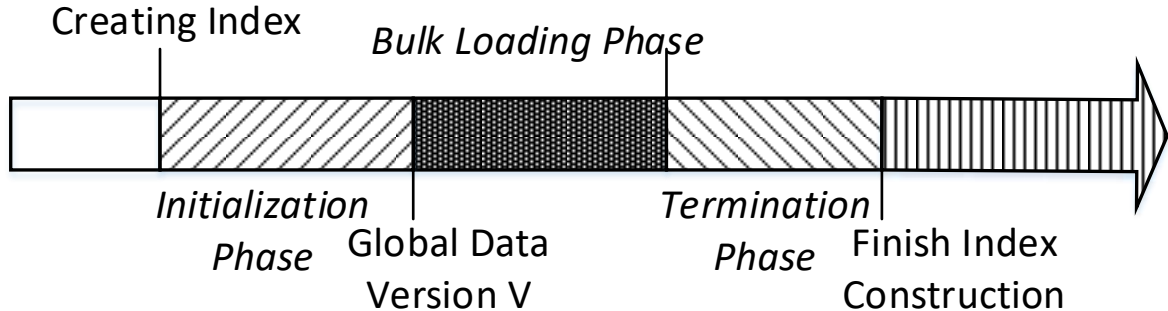 Creating Index
Bulk Loading Phase
Initialization
Phase
Global Data
Version V
Termination
Phase
Finish Index
Construction